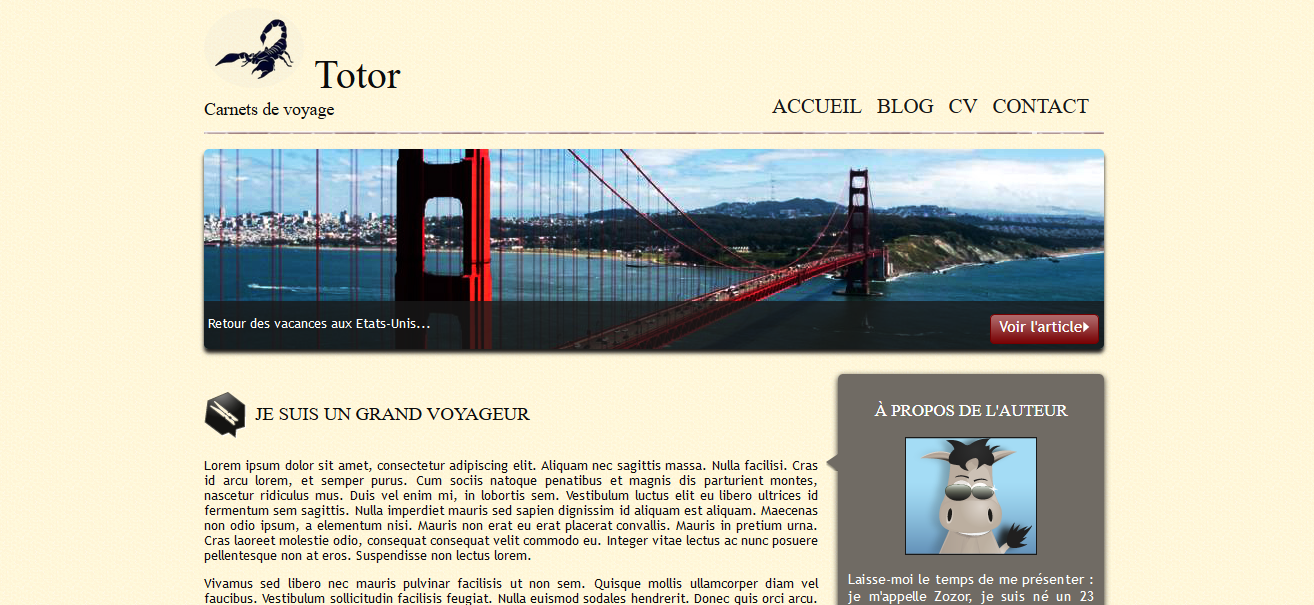 Totor
Carnets de voyage
ACCUEIL BLOG CV CONTACT
Retour des vacances aux Etats-Unis...
Voir l'article
JE SUIS UN GRAND VOYAGEUR
Lorem ipsum dolor sit amet, consectetur adipiscing elit. Aliquam nec sagittis massa. Nulla facilisi. Cras
id arcu lorem, et semper purus. Cum sociis natoque penatibus et magnis dis parturient montes,
nascetur ridiculus mus. Duis vel enim mi, in lobortis sem. Vestibulum luctus elit eu libero ultrices id
fermentum sem sagittis. Nulla imperdiet mauris sed sapien dignissim id aliquam est aliquam. Maecenas
non odio ipsum, a elementum nisi. Mauris non erat eu erat placerat convallis. Mauris in pretium urna.
Cras laoreet molestie odio, consequat consequat velit commodo eu. Integer vitae lectus ac nunc posuere
pellentesque non at eros. Suspendisse non lectus lorem.
Vivamus sed libero nec mauris pulvinar facilisis ut non sem. Quisque mollis ullamcorper diam vel
faucibus. Vestibulum sollicitudin facilisis feugiat. Nulla euismod sodales hendrerit. Donec quis orci arcu.
À PROPOS DE L'AUTEUR
Laisse-moi le temps de me présenter :
je m'appelle Zozor, je suis né un 23